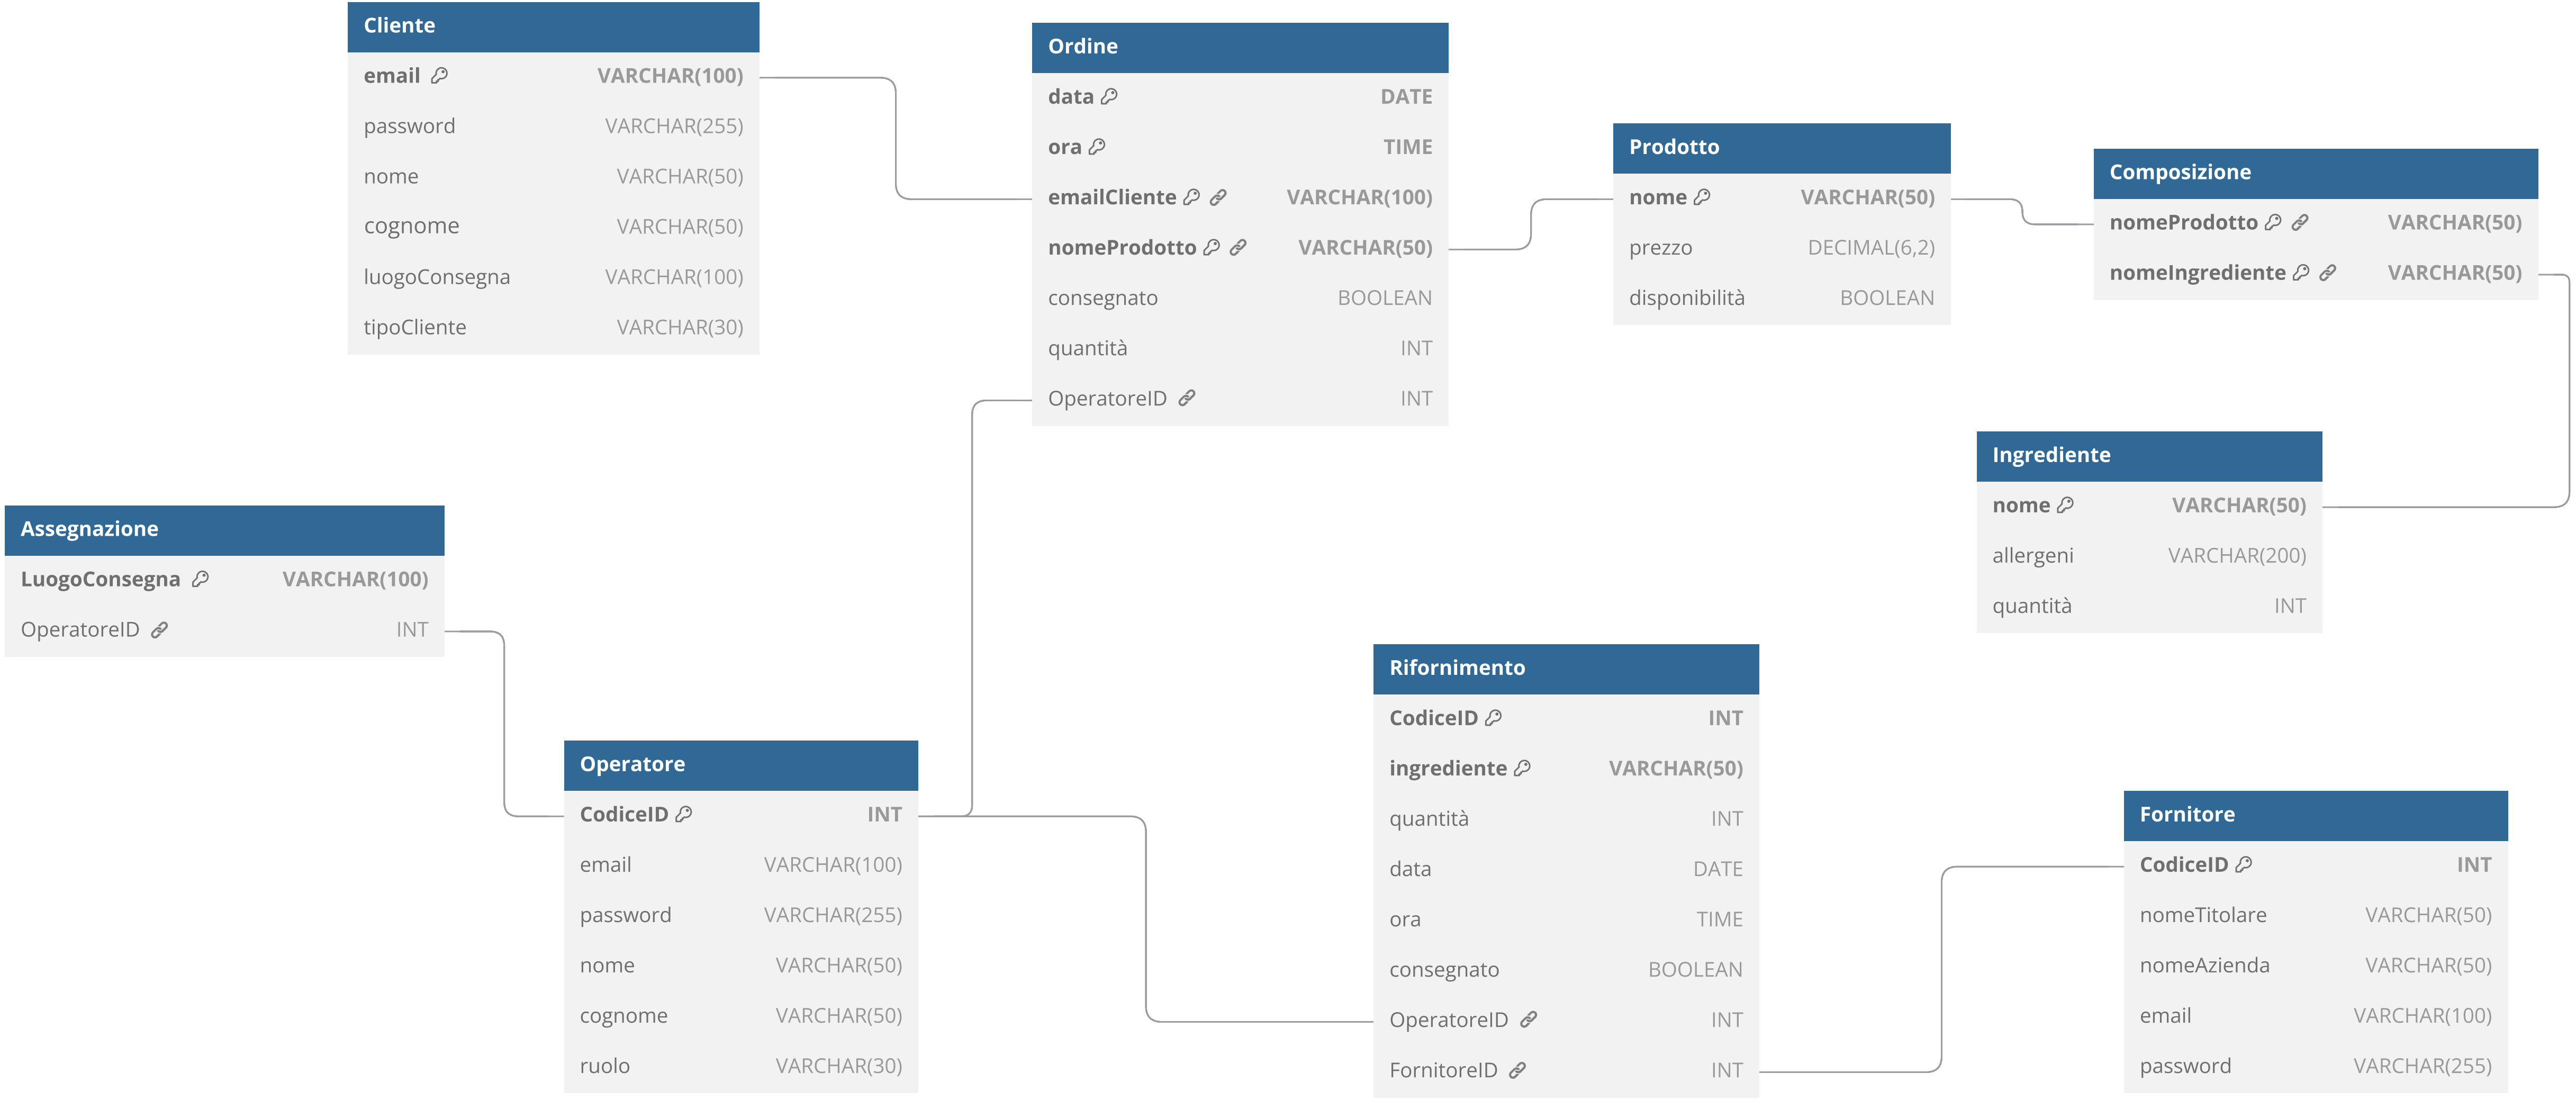 Cliente
email VARCHAR(100)
password VARCHAR(255)
nome VARCHAR(50)
cognome VARCHAR(50)
luogoConsegna VARCHAR(100)
tipoCliente VARCHAR(30)
Ordine
data DATE
ora TIME
emailCliente VARCHAR(100)
nomeProdotto VARCHAR(50)
consegnato BOOLEAN
quantità INT
OperatoreID INT
Prodotto
nome VARCHAR(50)
prezzo DECIMAL(6,2)
disponibilità BOOLEAN
Composizione
nomeProdotto VARCHAR(50)
nomeIngrediente VARCHAR(50)
Ingrediente
nome VARCHAR(50)
allergeni VARCHAR(200)
quantità INT
Assegnazione
LuogoConsegna VARCHAR(100)
OperatoreID INT
Operatore
CodiceID INT
email VARCHAR(100)
password VARCHAR(255)
nome VARCHAR(50)
cognome VARCHAR(50)
ruolo VARCHAR(30)
Rifornimento
CodiceID INT
ingrediente VARCHAR(50)
quantità INT
data DATE
ora TIME
consegnato BOOLEAN
OperatoreID INT
FornitoreID INT
Fornitore
CodiceID INT
nomeTitolare VARCHAR(50)
nomeAzienda VARCHAR(50)
email VARCHAR(100)
password VARCHAR(255)